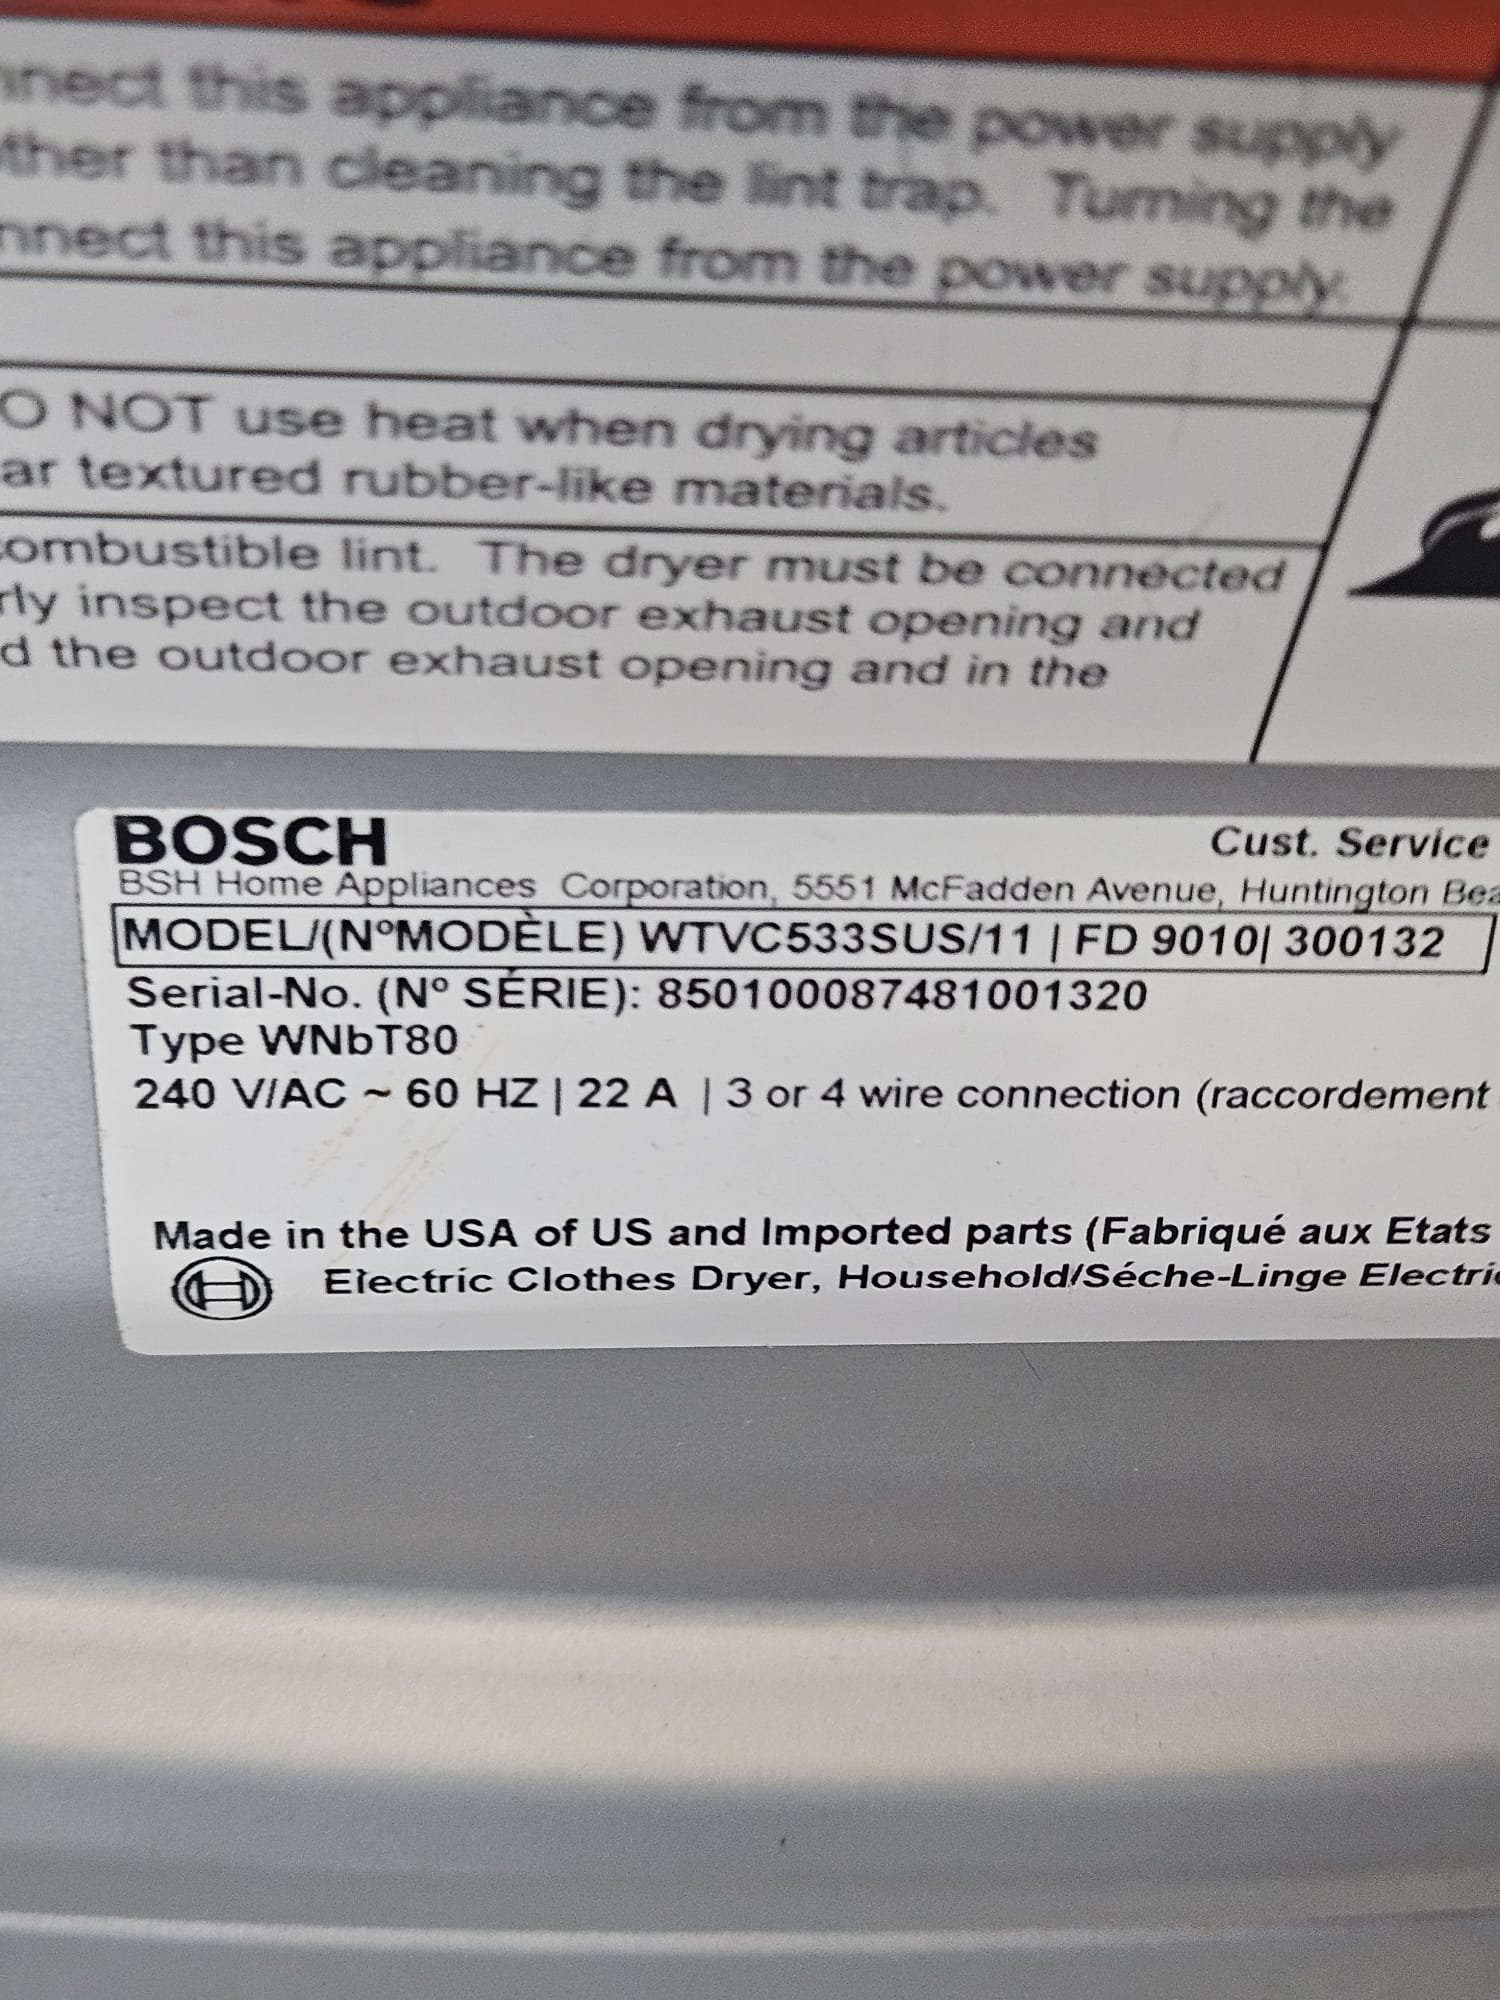 nnect this appliance from the power supply
ther than cleaning the lint trap. Turning the
nnect this appliance from the power supply.
O NOT use heat when drying articles
ar textured rubber-like materials.
combustible lint. The dryer must be connected
rly inspect the outdoor exhaust opening and
d the outdoor exhaust opening and in the
BOSCH
Cust. Service
BSH Home Appliances Corporation, 5551 McFadden Avenue, Huntington Bea
MODEL/(NºMODÈLE) WTVC533SUS/11 | FD 9010| 300132
Serial-No. (Nº SÉRIE): 850100087481001320
Type WNbT80
240 V/AC ~ 60 HZ | 22 A | 3 or 4 wire connection (raccordement
Made in the USA of US and Imported parts (Fabriqué aux Etats
Electric Clothes Dryer, Household/Séche-Linge Electric